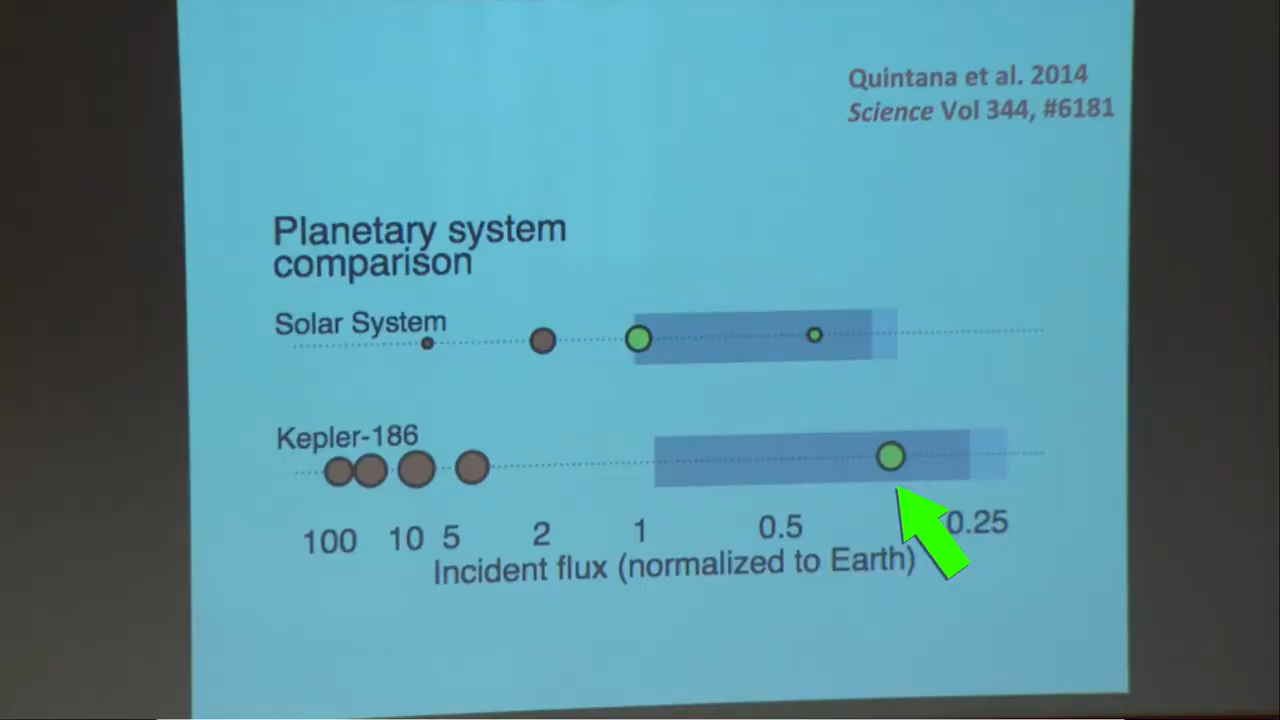 Quintana et al. 2014
Science Vol 344, #6181
Planetary system
comparison
Solar System
Kepler-186
100 10 5 2 1 0.5 0.25
Incident flux (normalized to Earth)